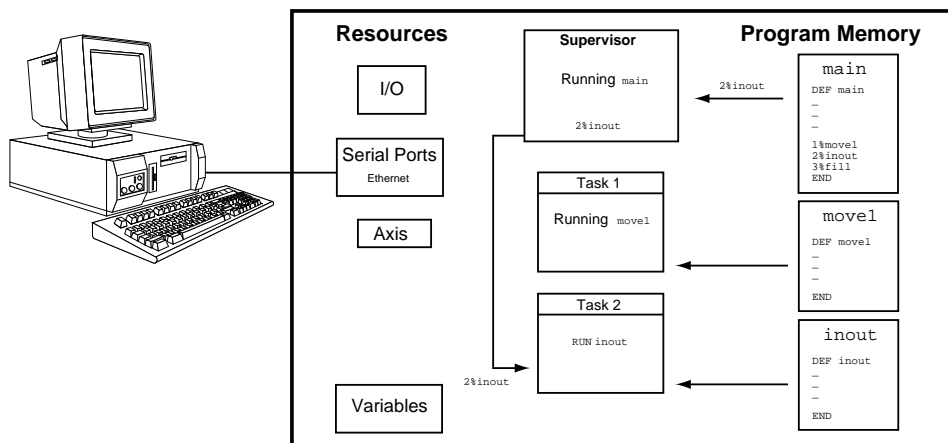 Resources
I/O
Serial Ports
Ethernet
Axis
Variables
Supervisor
Running main
2%inout
2%inout
Task 1
Running move1
Task 2
RUN inout
2%inout
Program Memory
main
DEF main
–
–
–
1%move1
2%inout
3%fill
END
move1
DEF move1
–
–
–
END
inout
DEF inout
–
–
–
END